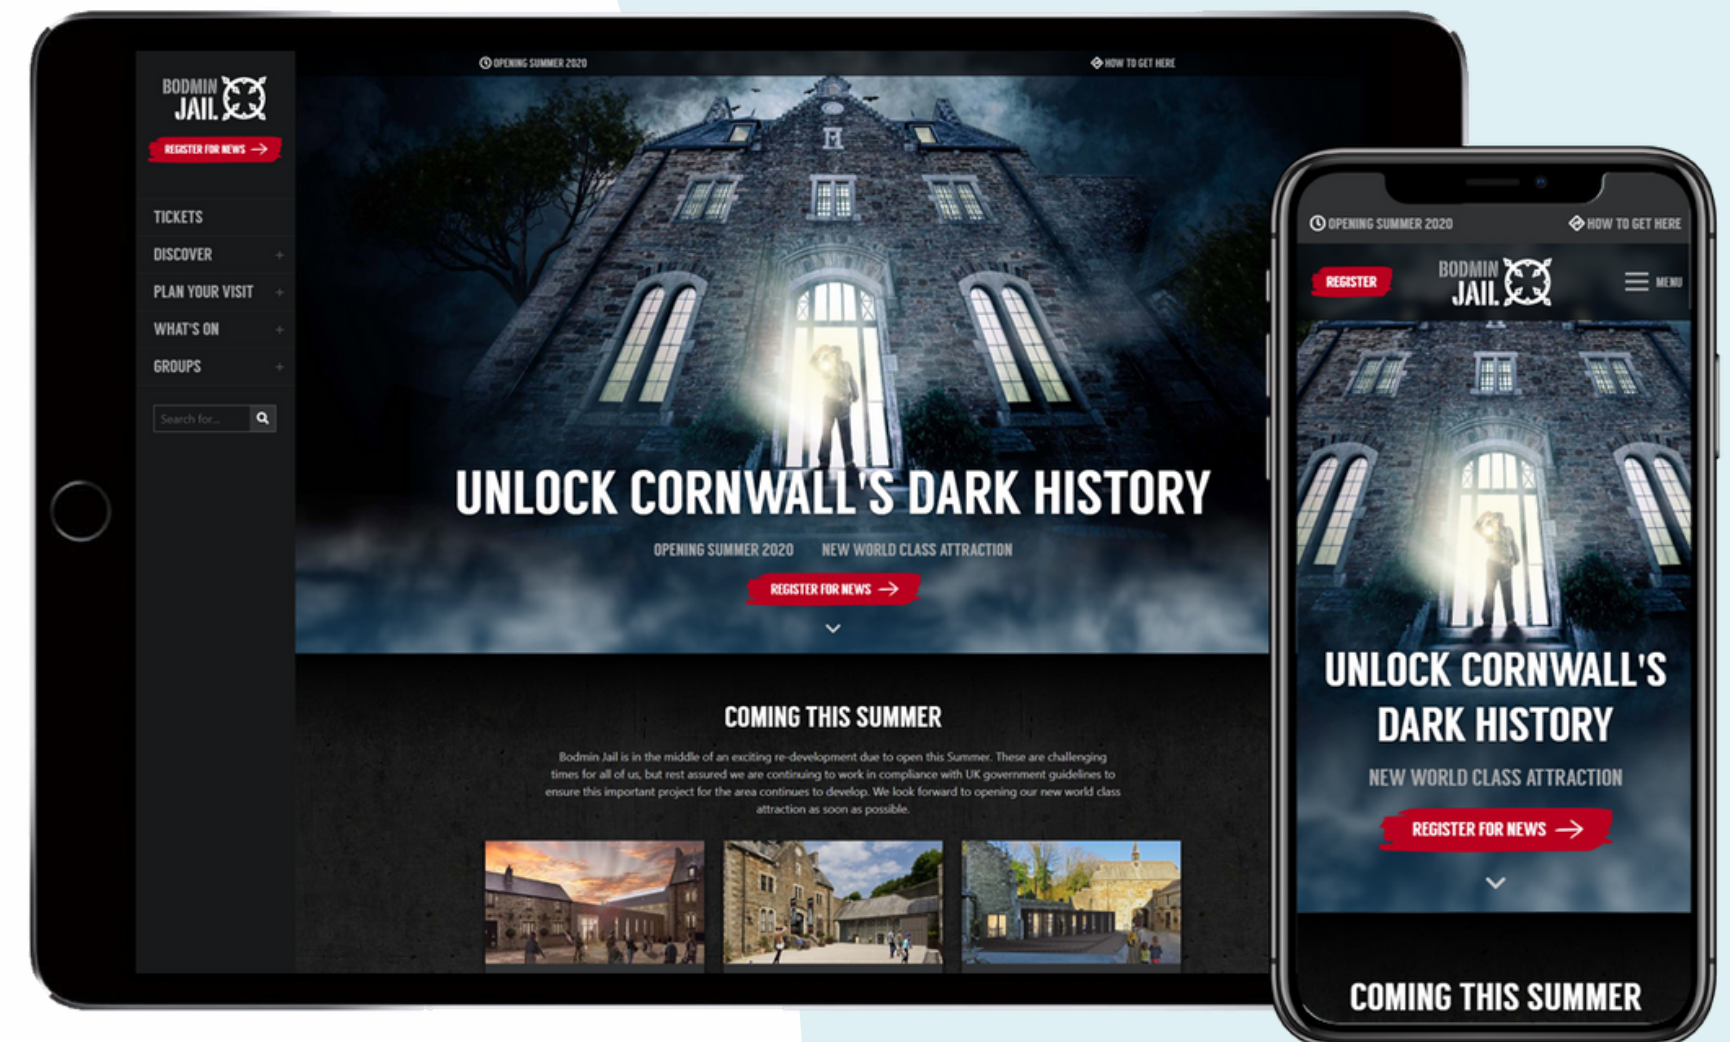 OPENING SUMMER 2020
HOW TO GET HERE
BODMIN
JAIL
REGISTER FOR NEWS
TICKETS
DISCOVER
PLAN YOUR VISIT
WHAT'S ON
GROUPS
Search for...
UNLOCK CORNWALL'S DARK HISTORY
OPENING SUMMER 2020 NEW WORLD CLASS ATTRACTION
REGISTER FOR NEWS
COMING THIS SUMMER
Bodmin Jail is in the middle of an exciting re-development due to open this Summer. These are challenging
times for all of us, but rest assured we are continuing to work in compliance with UK government guidelines to
ensure this important project for the area continues to develop. We look forward to opening our new world class
attraction as soon as possible.
OPENING SUMMER 2020
HOW TO GET HERE
REGISTER
BODMIN
JAIL
MENU
UNLOCK CORNWALL'S
DARK HISTORY
NEW WORLD CLASS ATTRACTION
REGISTER FOR NEWS
COMING THIS SUMMER